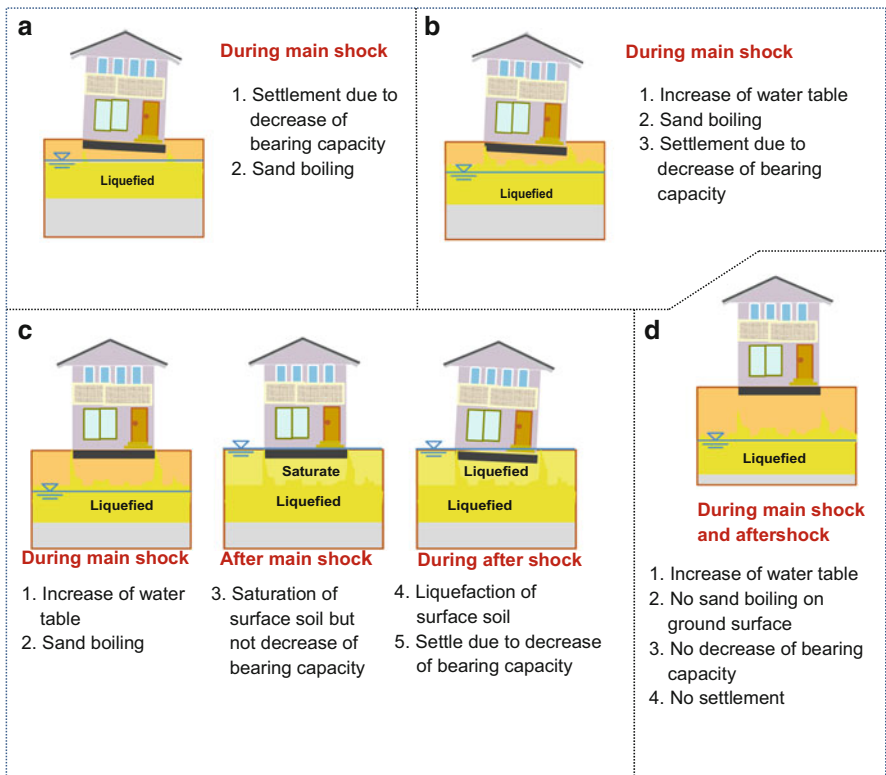 a
During main shock
1. Settlement due to
decrease of
bearing capacity
2. Sand boiling
Liquefied
b
During main shock
1. Increase of water table
2. Sand boiling
3. Settlement due to
decrease of bearing
capacity
Liquefied
c
Liquefied
During main shock
1. Increase of water
table
2. Sand boiling
Saturate
Liquefied
After main shock
3. Saturation of
surface soil but
not decrease of
bearing capacity
Liquefied
Liquefied
During after shock
4. Liquefaction of
surface soil
5. Settle due to decrease
of bearing capacity
d
Liquefied
During main shock
and aftershock
1. Increase of water table
2. No sand boiling on
ground surface
3. No decrease of bearing
capacity
4. No settlement